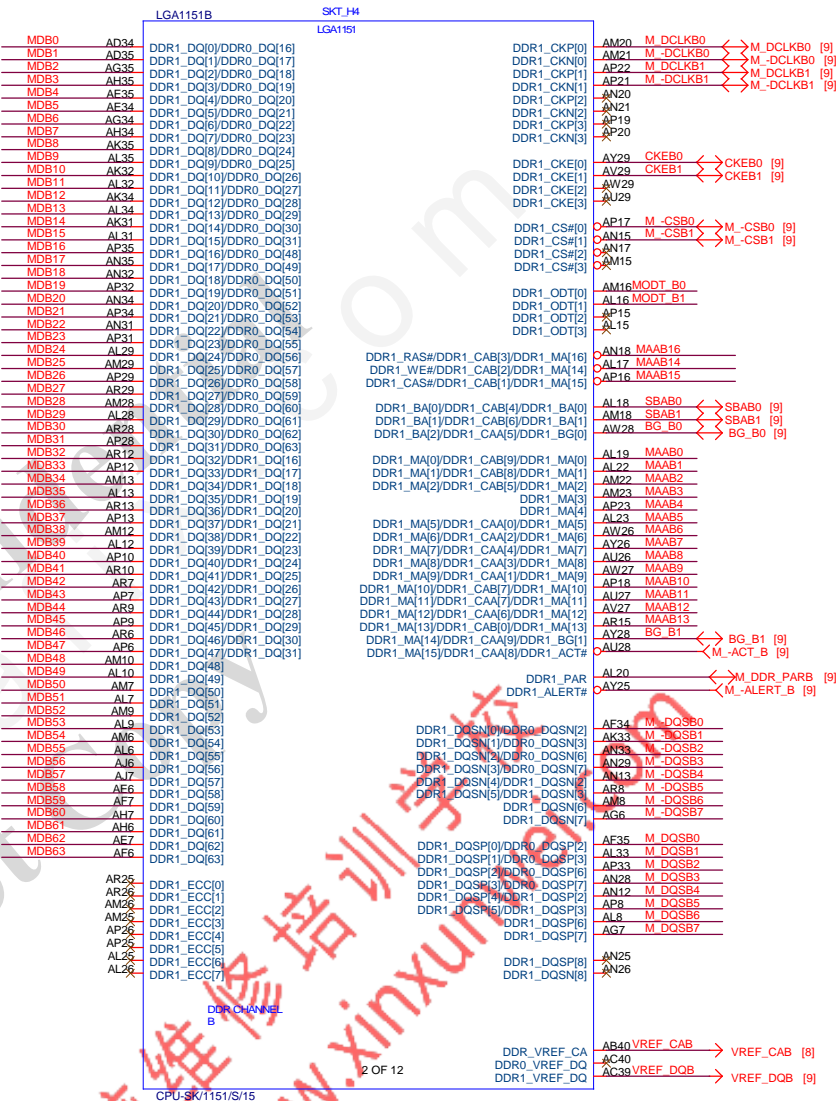 LGA1151B SKT_H4
LGA1151
MDB0 AD34 DDR1_DQ[0]/DDR0_DQ[16] DDR1_CKP[0] AM20 M_DCLKB0 M_DCLKB0 [9]
MDB1 AD35 DDR1_DQ[1]/DDR0_DQ[17] DDR1_CKN[0] AM21 M_-DCLKB0 M_-DCLKB0 [9]
MDB2 AG35 DDR1_DQ[2]/DDR0_DQ[18] DDR1_CKP[1] AP22 M_DCLKB1 M_DCLKB1 [9]
MDB3 AH35 DDR1_DQ[3]/DDR0_DQ[19] DDR1_CKN[1] AP21 M_-DCLKB1 M_-DCLKB1 [9]
MDB4 AE35 DDR1_DQ[4]/DDR0_DQ[20] DDR1_CKP[2] AN20
MDB5 AE34 DDR1_DQ[5]/DDR0_DQ[21] DDR1_CKN[2] AN21
MDB6 AG34 DDR1_DQ[6]/DDR0_DQ[22] DDR1_CKP[3] AP19
MDB7 AH34 DDR1_DQ[7]/DDR0_DQ[23] DDR1_CKN[3] AP20
MDB8 AK35 DDR1_DQ[8]/DDR0_DQ[24]
MDB9 AL35 DDR1_DQ[9]/DDR0_DQ[25] DDR1_CKE[0] AY29 CKEB0 CKEB0 [9]
MDB10 AK32 DDR1_DQ[10]/DDR0_DQ[26] DDR1_CKE[1] AV29 CKEB1 CKEB1 [9]
MDB11 AL32 DDR1_DQ[11]/DDR0_DQ[27] DDR1_CKE[2] AW29
MDB12 AK34 DDR1_DQ[12]/DDR0_DQ[28] DDR1_CKE[3] AU29
MDB13 AL34 DDR1_DQ[13]/DDR0_DQ[29]
MDB14 AK31 DDR1_DQ[14]/DDR0_DQ[30] DDR1_CS#[0] AP17 M_-CSB0 M_-CSB0 [9]
MDB15 AL31 DDR1_DQ[15]/DDR0_DQ[31] DDR1_CS#[1] AN15 M_-CSB1 M_-CSB1 [9]
MDB16 AP35 DDR1_DQ[16]/DDR0_DQ[48] DDR1_CS#[2] AN17
MDB17 AN35 DDR1_DQ[17]/DDR0_DQ[49] DDR1_CS#[3] AM15
MDB18 AN32 DDR1_DQ[18]/DDR0_DQ[50]
MDB19 AP32 DDR1_DQ[19]/DDR0_DQ[51] DDR1_ODT[0] AM16 MODT_B0
MDB20 AN34 DDR1_DQ[20]/DDR0_DQ[52] DDR1_ODT[1] AL16 MODT_B1
MDB21 AP34 DDR1_DQ[21]/DDR0_DQ[53] DDR1_ODT[2] AP15
MDB22 AN31 DDR1_DQ[22]/DDR0_DQ[54] DDR1_ODT[3] AL15
MDB23 AP31 DDR1_DQ[23]/DDR0_DQ[55]
MDB24 AL29 DDR1_DQ[24]/DDR0_DQ[56] DDR1_RAS#/DDR1_CAB[3]/DDR1_MA[16] AN18 MAAB16
MDB25 AM29 DDR1_DQ[25]/DDR0_DQ[57] DDR1_WE#/DDR1_CAB[2]/DDR1_MA[14] AL17 MAAB14
MDB26 AP29 DDR1_DQ[26]/DDR0_DQ[58] DDR1_CAS#/DDR1_CAB[1]/DDR1_MA[15] AP16 MAAB15
MDB27 AR29 DDR1_DQ[27]/DDR0_DQ[59]
MDB28 AM28 DDR1_DQ[28]/DDR0_DQ[60] DDR1_BA[0]/DDR1_CAB[4]/DDR1_BA[0] AL18 SBAB0 SBAB0 [9]
MDB29 AL28 DDR1_DQ[29]/DDR0_DQ[61] DDR1_BA[1]/DDR1_CAB[6]/DDR1_BA[1] AM18 SBAB1 SBAB1 [9]
MDB30 AR28 DDR1_DQ[30]/DDR0_DQ[62] DDR1_BA[2]/DDR1_CAA[5]/DDR1_BG[0] AW28 BG_B0 BG_B0 [9]
MDB31 AP28 DDR1_DQ[31]/DDR0_DQ[63]
MDB32 AR12 DDR1_DQ[32]/DDR1_DQ[16] DDR1_MA[0]/DDR1_CAB[9]/DDR1_MA[0] AL19 MAAB0
MDB33 AP12 DDR1_DQ[33]/DDR1_DQ[17] DDR1_MA[1]/DDR1_CAB[8]/DDR1_MA[1] AL22 MAAB1
MDB34 AM13 DDR1_DQ[34]/DDR1_DQ[18] DDR1_MA[2]/DDR1_CAB[5]/DDR1_MA[2] AM22 MAAB2
MDB35 AL13 DDR1_DQ[35]/DDR1_DQ[19] DDR1_MA[3] AM23 MAAB3
MDB36 AR13 DDR1_DQ[36]/DDR1_DQ[20] DDR1_MA[4] AP23 MAAB4
MDB37 AP13 DDR1_DQ[37]/DDR1_DQ[21] DDR1_MA[5]/DDR1_CAA[0]/DDR1_MA[5] AL23 MAAB5
MDB38 AM12 DDR1_DQ[38]/DDR1_DQ[22] DDR1_MA[6]/DDR1_CAA[2]/DDR1_MA[6] AW26 MAAB6
MDB39 AL12 DDR1_DQ[39]/DDR1_DQ[23] DDR1_MA[7]/DDR1_CAA[4]/DDR1_MA[7] AY26 MAAB7
MDB40 AP10 DDR1_DQ[40]/DDR1_DQ[24] DDR1_MA[8]/DDR1_CAA[3]/DDR1_MA[8] AU26 MAAB8
MDB41 AR10 DDR1_DQ[41]/DDR1_DQ[25] DDR1_MA[9]/DDR1_CAA[1]/DDR1_MA[9] AW27 MAAB9
MDB42 AR7 DDR1_DQ[42]/DDR1_DQ[26] DDR1_MA[10]/DDR1_CAB[7]/DDR1_MA[10] AP18 MAAB10
MDB43 AP7 DDR1_DQ[43]/DDR1_DQ[27] DDR1_MA[11]/DDR1_CAA[7]/DDR1_MA[11] AU27 MAAB11
MDB44 AR9 DDR1_DQ[44]/DDR1_DQ[28] DDR1_MA[12]/DDR1_CAA[6]/DDR1_MA[12] AV27 MAAB12
MDB45 AP9 DDR1_DQ[45]/DDR1_DQ[29] DDR1_MA[13]/DDR1_CAB[0]/DDR1_MA[13] AR15 MAAB13
MDB46 AR6 DDR1_DQ[46]/DDR1_DQ[30] DDR1_MA[14]/DDR1_CAA[9]/DDR1_BG[1] AY28 BG_B1 BG_B1 [9]
MDB47 AP6 DDR1_DQ[47]/DDR1_DQ[31] DDR1_MA[15]/DDR1_CAA[8]/DDR1_ACT# AU28 M_-ACT_B [9]
MDB48 AM10 DDR1_DQ[48]
MDB49 AL10 DDR1_DQ[49] DDR1_PAR AL20 M_DDR_PARB [9]
MDB50 AM7 DDR1_DQ[50] DDR1_ALERT# AY25 M_-ALERT_B [9]
MDB51 AL7 DDR1_DQ[51]
MDB52 AM9 DDR1_DQ[52]
MDB53 AL9 DDR1_DQ[53] DDR1_DQSN[0]/DDR0_DQSN[2] AF34 M_-DQSB0
MDB54 AM6 DDR1_DQ[54] DDR1_DQSN[1]/DDR0_DQSN[3] AK33 M_-DQSB1
MDB55 AL6 DDR1_DQ[55] DDR1_DQSN[2]/DDR0_DQSN[6] AN33 M_-DQSB2
MDB56 AJ6 DDR1_DQ[56] DDR1_DQSN[3]/DDR0_DQSN[7] AN29 M_-DQSB3
MDB57 AJ7 DDR1_DQ[57] DDR1_DQSN[4]/DDR1_DQSN[2] AN13 M_-DQSB4
MDB58 AE6 DDR1_DQ[58] DDR1_DQSN[5]/DDR1_DQSN[3] AR8 M_-DQSB5
MDB59 AF7 DDR1_DQ[59] DDR1_DQSN[6] AM8 M_-DQSB6
MDB60 AH7 DDR1_DQ[60] DDR1_DQSN[7] AG6 M_-DQSB7
MDB61 AH6 DDR1_DQ[61]
MDB62 AE7 DDR1_DQ[62] DDR1_DQSP[0]/DDR0_DQSP[2] AF35 M_DQSB0
MDB63 AF6 DDR1_DQ[63] DDR1_DQSP[1]/DDR0_DQSP[3] AL33 M_DQSB1
DDR1_DQSP[2]/DDR0_DQSP[6] AP33 M_DQSB2
AR25 DDR1_ECC[0] DDR1_DQSP[3]/DDR0_DQSP[7] AN28 M_DQSB3
AR26 DDR1_ECC[1] DDR1_DQSP[4]/DDR1_DQSP[2] AN12 M_DQSB4
AM26 DDR1_ECC[2] DDR1_DQSP[5]/DDR1_DQSP[3] AP8 M_DQSB5
AM25 DDR1_ECC[3] DDR1_DQSP[6] AL8 M_DQSB6
AP26 DDR1_ECC[4] DDR1_DQSP[7] AG7 M_DQSB7
AP25 DDR1_ECC[5]
AL25 DDR1_ECC[6] DDR1_DQSP[8] AN25
AL26 DDR1_ECC[7] DDR1_DQSN[8] AN26
DDR CHANNEL
B
DDR_VREF_CA AB40 VREF_CAB VREF_CAB [8]
2 OF 12 DDR0_VREF_DQ AC40
DDR1_VREF_DQ AC39 VREF_DQB VREF_DQB [9]
CPU-SK/1151/S/15
维修培训学校
www.xinxunwei.com
Copy